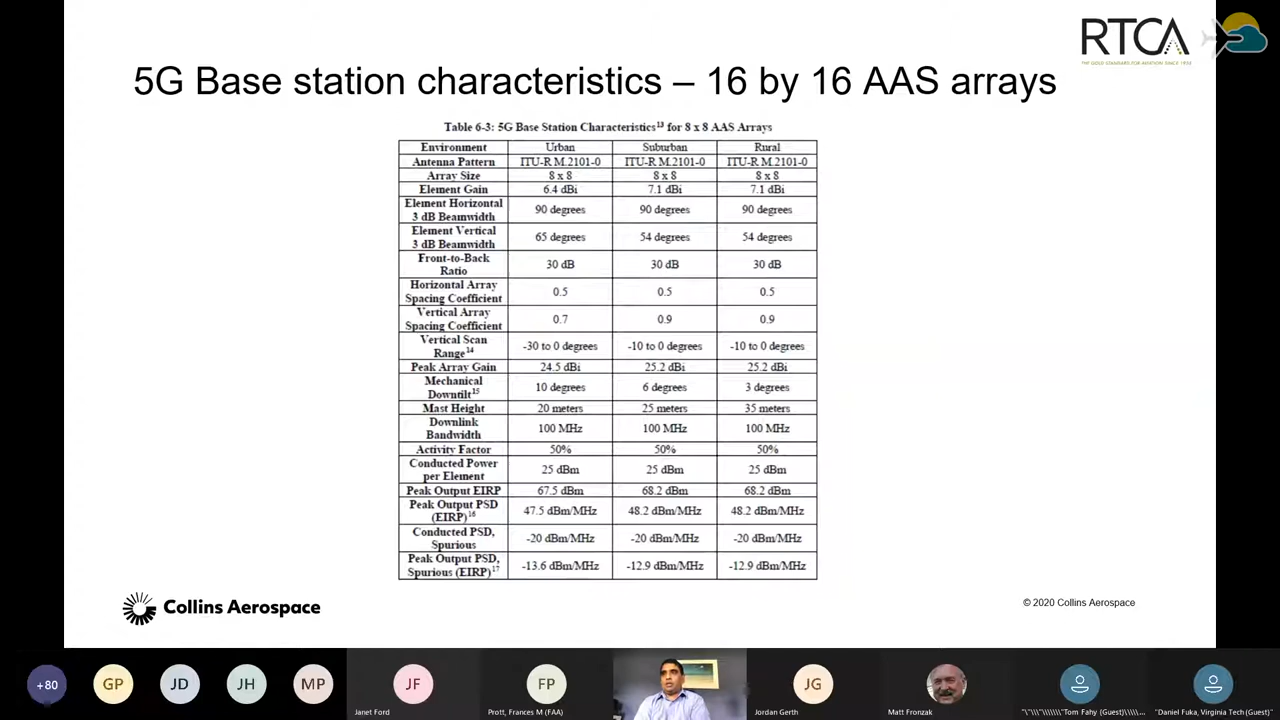 RTCA
THE GOLD STANDARD FOR AVIATION SINCE 1935
5G Base station characteristics – 16 by 16 AAS arrays
Table 6-3: 5G Base Station Characteristics13 for 8 x 8 AAS Arrays
Environment Urban Suburban Rural
Antenna Pattern ITU-R M.2101-0 ITU-R M.2101-0 ITU-R M.2101-0
Array Size 8 x 8 8 x 8 8 x 8
Element Gain 6.4 dBi 7.1 dBi 7.1 dBi
Element Horizontal
3 dB Beamwidth 90 degrees 90 degrees 90 degrees
Element Vertical
3 dB Beamwidth 65 degrees 54 degrees 54 degrees
Front-to-Back
Ratio 30 dB 30 dB 30 dB
Horizontal Array
Spacing Coefficient 0.5 0.5 0.5
Vertical Array
Spacing Coefficient 0.7 0.9 0.9
Vertical Scan
Range14 -30 to 0 degrees -10 to 0 degrees -10 to 0 degrees
Peak Array Gain 24.5 dBi 25.2 dBi 25.2 dBi
Mechanical
Downtilt15 10 degrees 6 degrees 3 degrees
Mast Height 20 meters 25 meters 35 meters
Downlink
Bandwidth 100 MHz 100 MHz 100 MHz
Activity Factor 50% 50% 50%
Conducted Power
per Element 25 dBm 25 dBm 25 dBm
Peak Output EIRP 67.5 dBm 68.2 dBm 68.2 dBm
Peak Output PSD
(EIRP)16 47.5 dBm/MHz 48.2 dBm/MHz 48.2 dBm/MHz
Conducted PSD,
Spurious -20 dBm/MHz -20 dBm/MHz -20 dBm/MHz
Peak Output PSD,
Spurious (EIRP)17 -13.6 dBm/MHz -12.9 dBm/MHz -12.9 dBm/MHz
Collins Aerospace
© 2020 Collins Aerospace
+80 GP JD JH MP JF FP JG
Janet Ford Prott, Frances M (FAA) Jordan Gerth Matt Fronzak "\"\\\"\\\\\\\"Tom Fahy (Guest)\\\\\... "Daniel Fuka, Virginia Tech (Guest)"